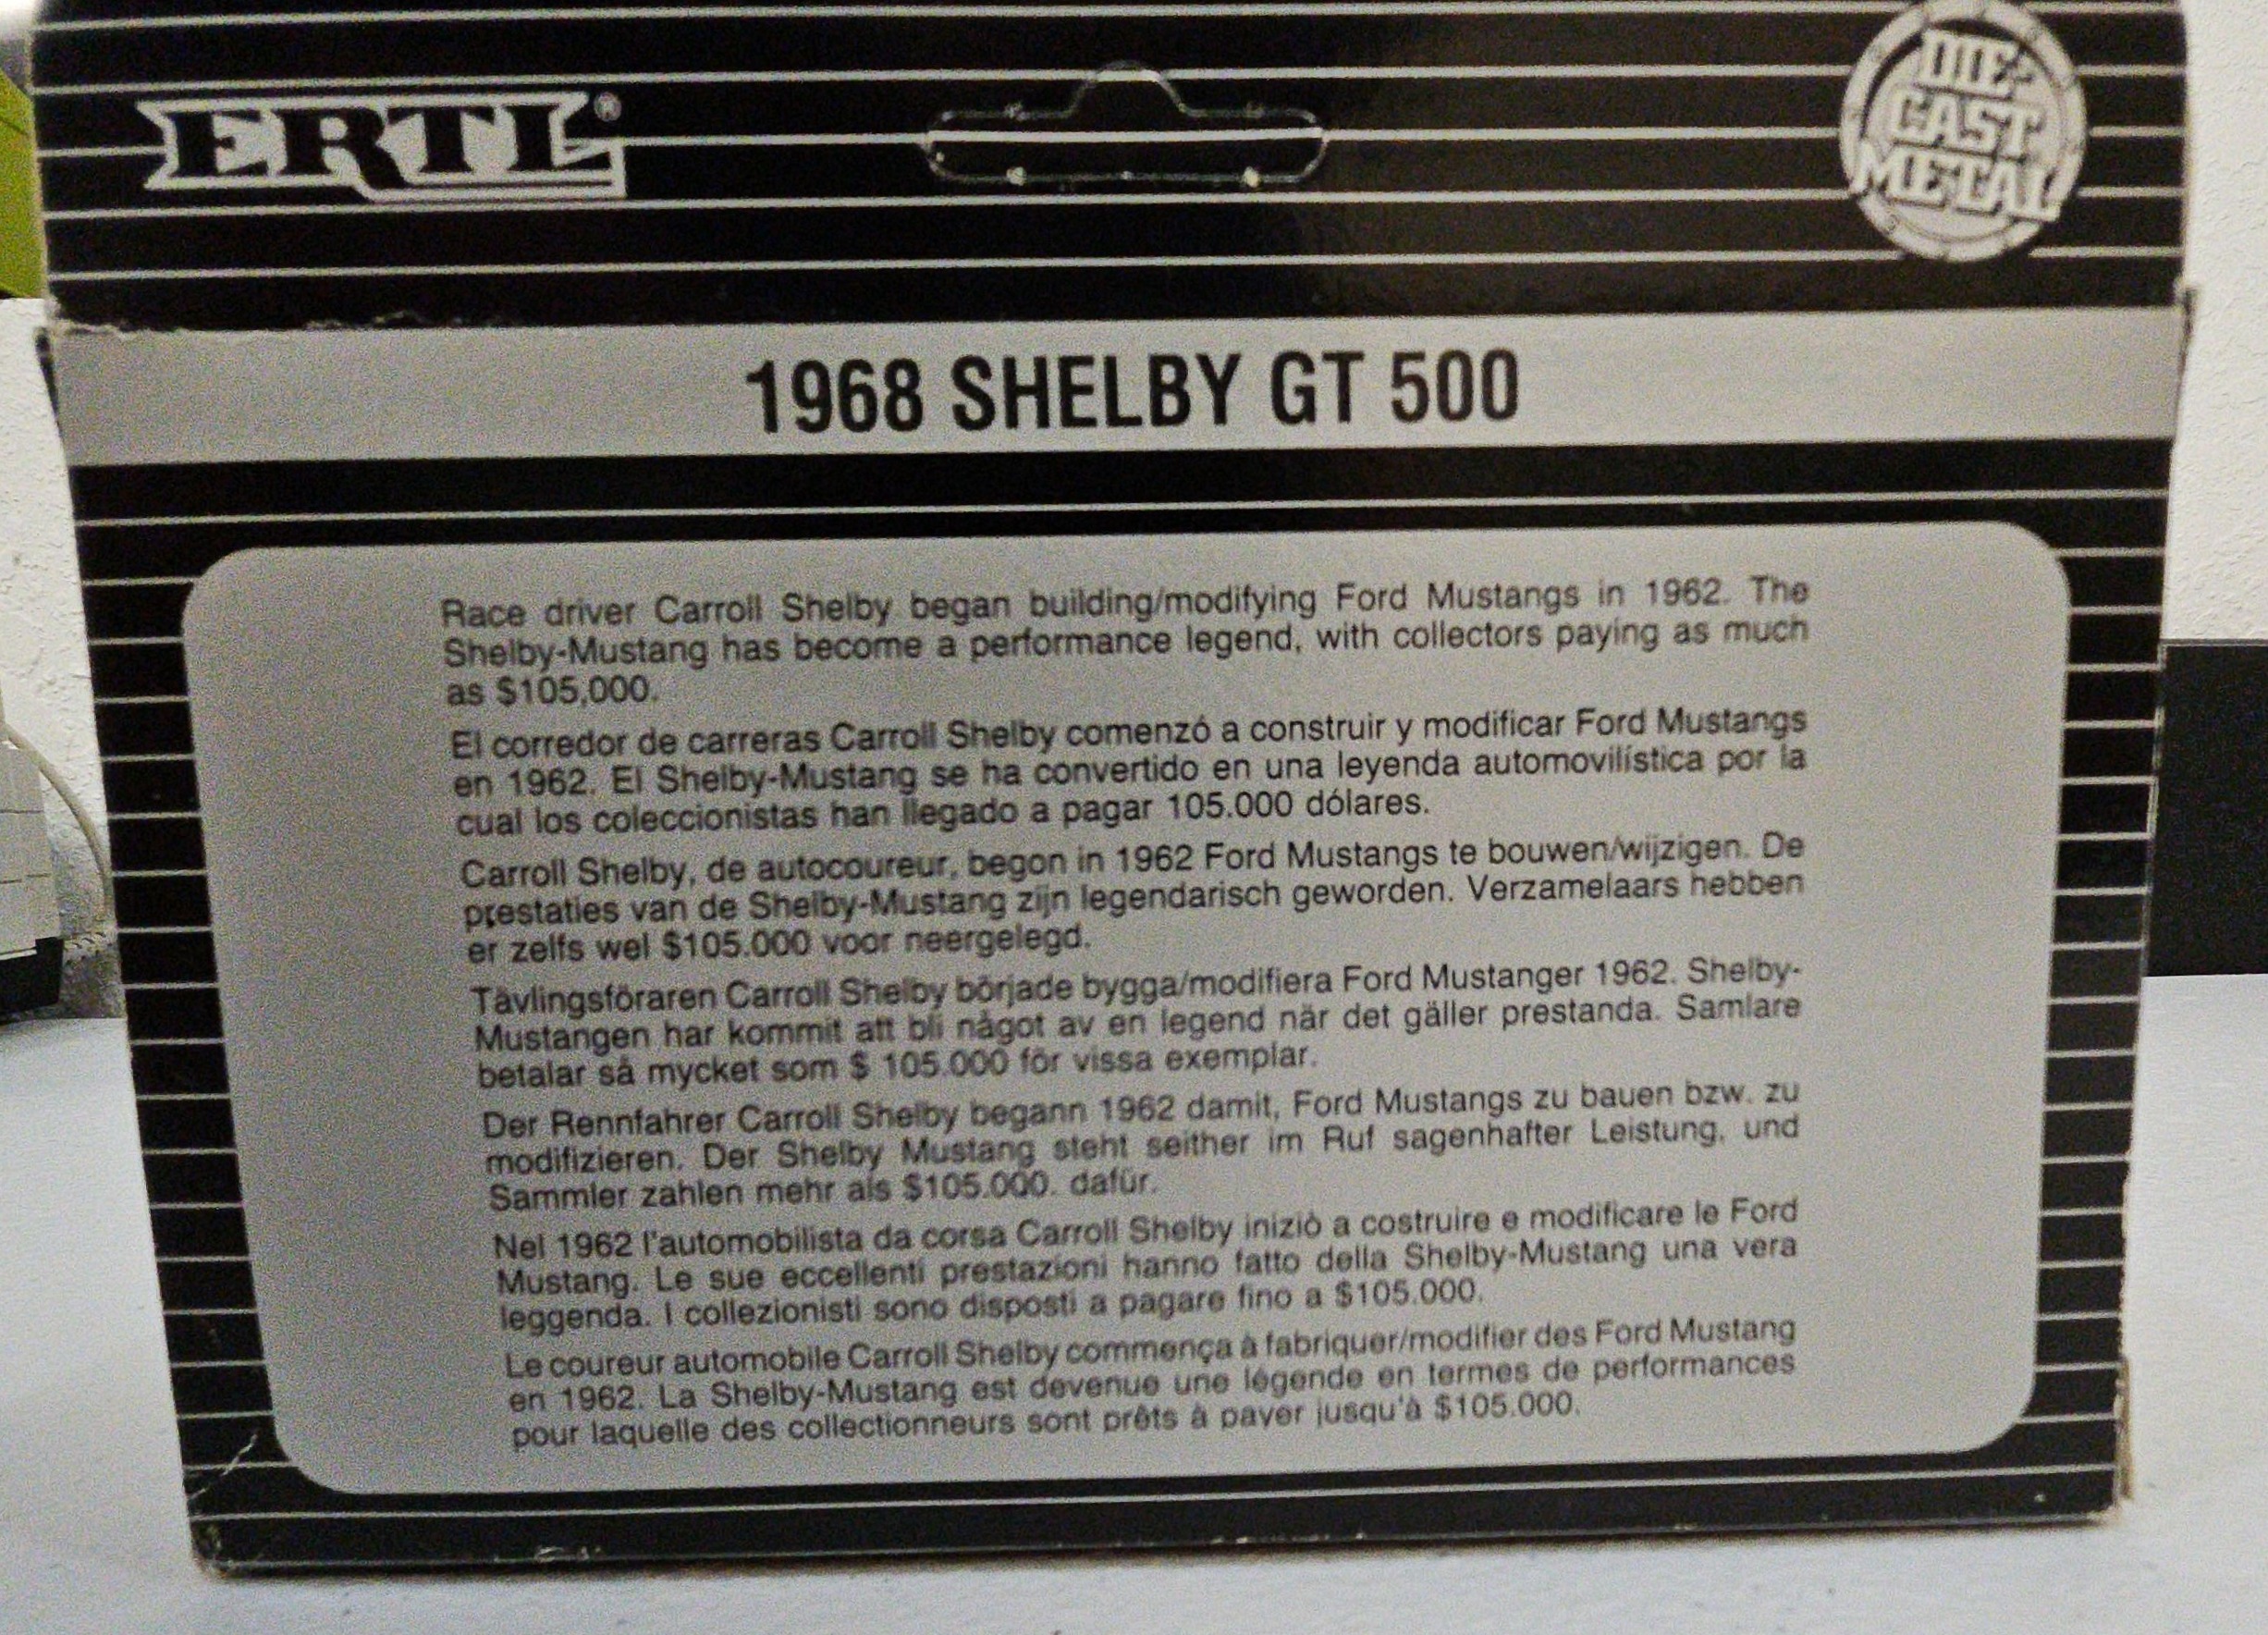 ERTL®
DIE-
CAST
METAL
1968 SHELBY GT 500
Race driver Carroll Shelby began building/modifying Ford Mustangs in 1962. The
Shelby-Mustang has become a performance legend, with collectors paying as much
as $105,000.
El corredor de carreras Carroll Shelby comenzó a construir y modificar Ford Mustangs
en 1962. El Shelby-Mustang se ha convertido en una leyenda automovilística por la
cual los coleccionistas han llegado a pagar 105.000 dólares.
Carroll Shelby, de autocoureur, begon in 1962 Ford Mustangs te bouwen/wijzigen. De
prestaties van de Shelby-Mustang zijn legendarisch geworden. Verzamelaars hebben
er zelfs wel $105.000 voor neergelegd.
Tävlingsföraren Carroll Shelby började bygga/modifiera Ford Mustanger 1962. Shelby-
Mustangen har kommit att bli något av en legend när det gäller prestanda. Samlare
betalar så mycket som $ 105.000 för vissa exemplar.
Der Rennfahrer Carroll Shelby begann 1962 damit, Ford Mustangs zu bauen bzw. zu
modifizieren. Der Shelby Mustang steht seither im Ruf sagenhafter Leistung, und
Sammler zahlen mehr als $105.000. dafür.
Nel 1962 l'automobilista da corsa Carroll Shelby iniziò a costruire e modificare le Ford
Mustang. Le sue eccellenti prestazioni hanno fatto della Shelby-Mustang una vera
leggenda. I collezionisti sono disposti a pagare fino a $105.000.
Le coureur automobile Carroll Shelby commença à fabriquer/modifier des Ford Mustang
en 1962. La Shelby-Mustang est devenue une légende en termes de performances
pour laquelle des collectionneurs sont prêts à payer jusqu'à $105.000.